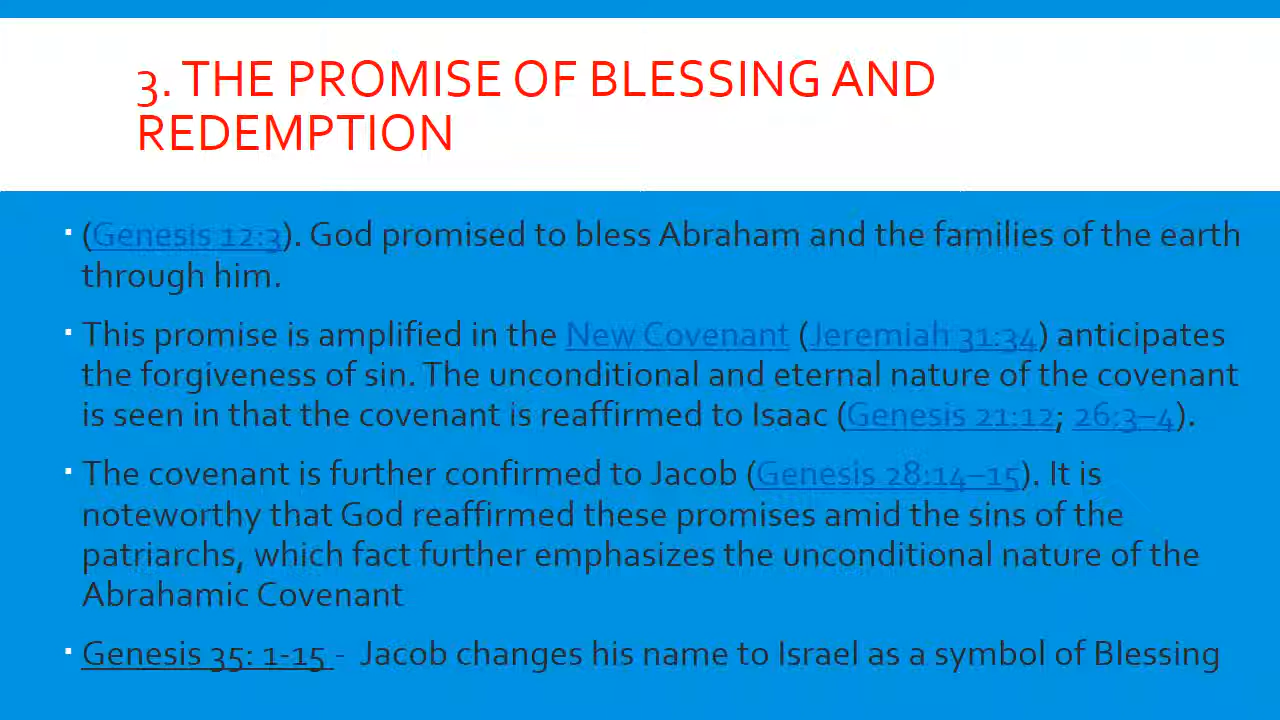 3. THE PROMISE OF BLESSING AND
REDEMPTION
▪ (Genesis 12:3). God promised to bless Abraham and the families of the earth
through him.
▪ This promise is amplified in the New Covenant (Jeremiah 31:34) anticipates
the forgiveness of sin. The unconditional and eternal nature of the covenant
is seen in that the covenant is reaffirmed to Isaac (Genesis 21:12; 26:3–4).
▪ The covenant is further confirmed to Jacob (Genesis 28:14–15). It is
noteworthy that God reaffirmed these promises amid the sins of the
patriarchs, which fact further emphasizes the unconditional nature of the
Abrahamic Covenant
▪ Genesis 35: 1-15 - Jacob changes his name to Israel as a symbol of Blessing